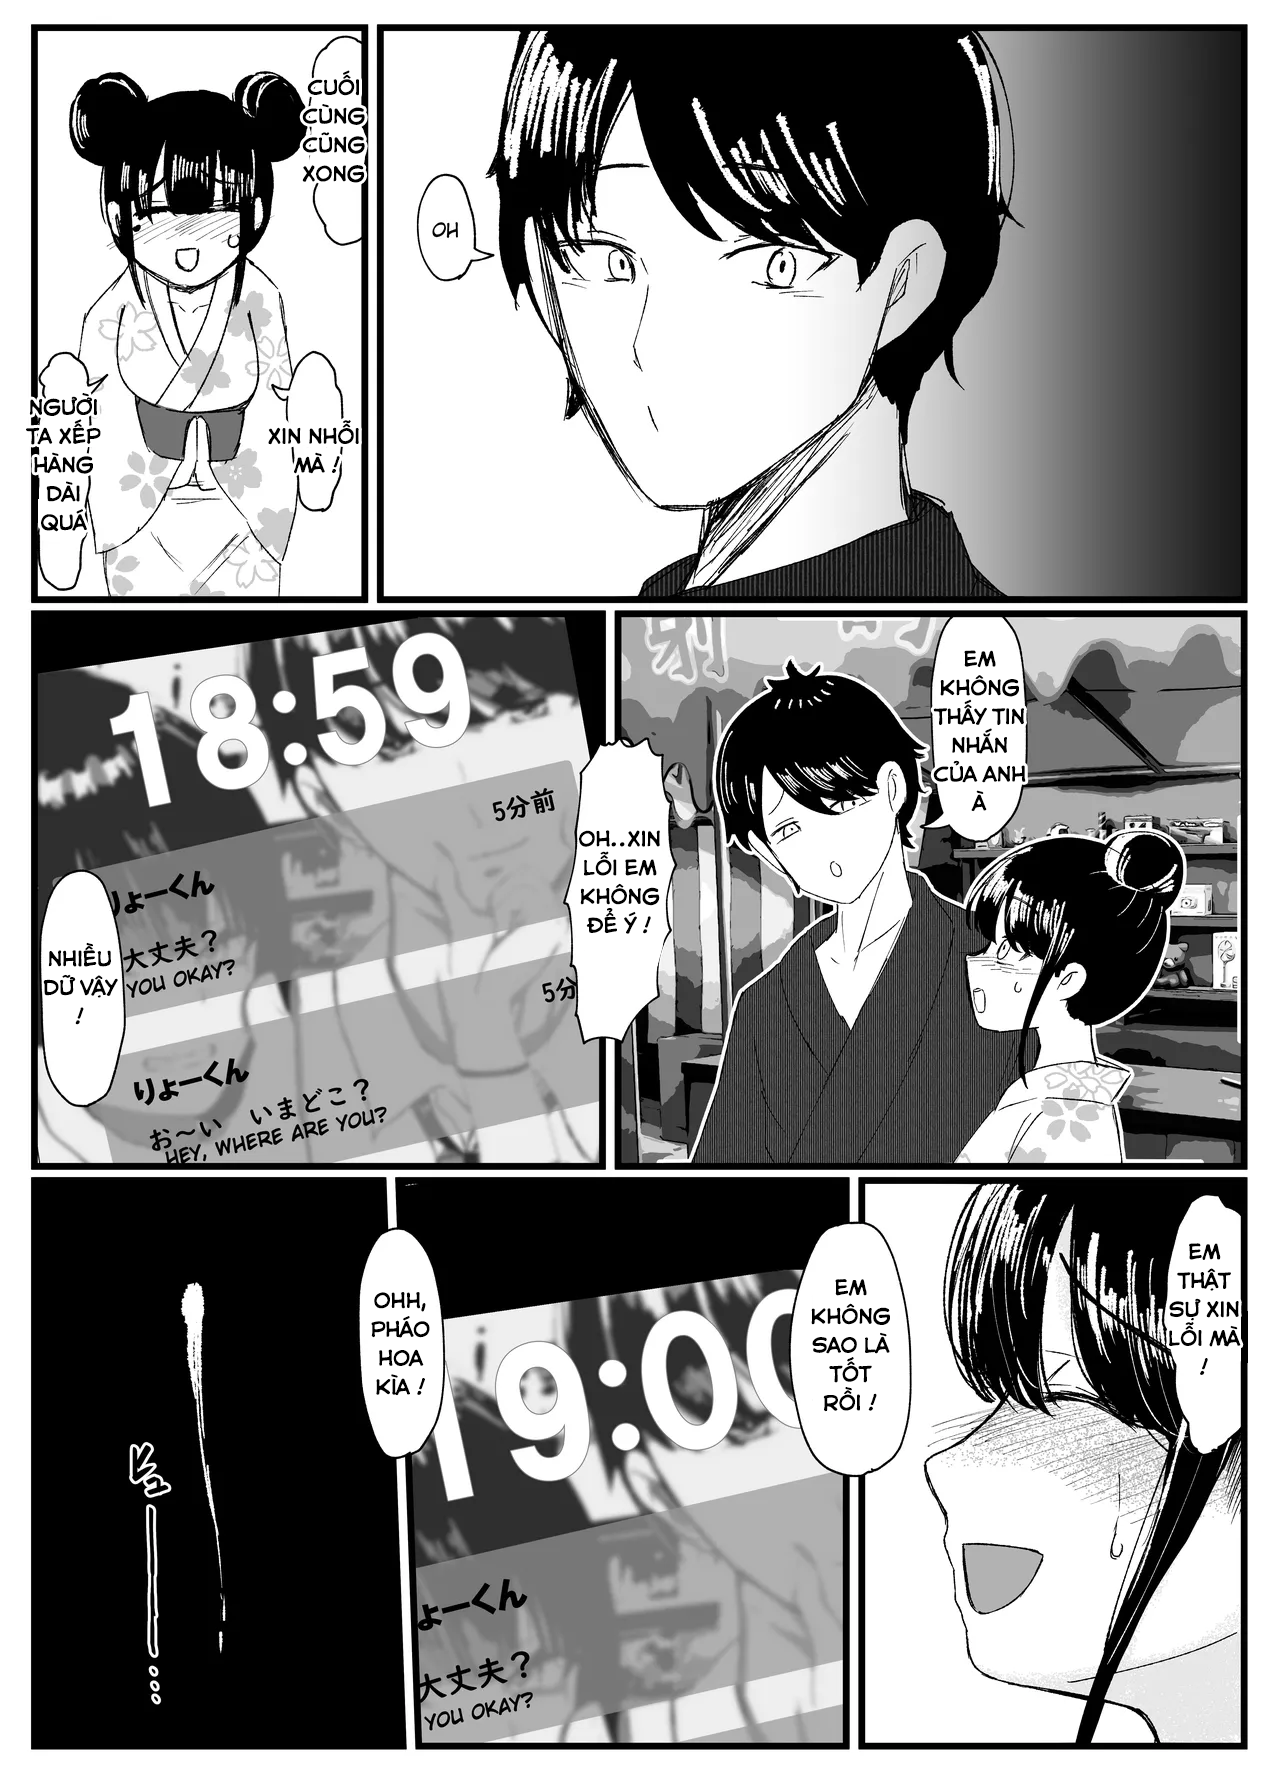 OH
CUỐI
CÙNG
CŨNG
XONG
XIN NHỖI
MÀ !
NGƯỜI
TA XẾP
HÀNG
DÀI
QUÁ
EM
KHÔNG
THẤY TIN
NHẮN
CỦA ANH
À
OH..XIN
LỖI EM
KHÔNG
ĐỂ Ý !
18:59
5分前
りょーくん
大丈夫？
YOU OKAY?
5分
りょーくん
お〜い いまどこ？
HEY, WHERE ARE YOU?
NHIỀU
DỮ VẬY
!
EM
THẬT
SỰ XIN
LỖI MÀ
!
EM
KHÔNG
SAO LÀ
TỐT
RỒI !
19:00
ょーくん
大丈夫？
YOU OKAY?
OHH,
PHÁO
HOA
KÌA !
ヒュー…